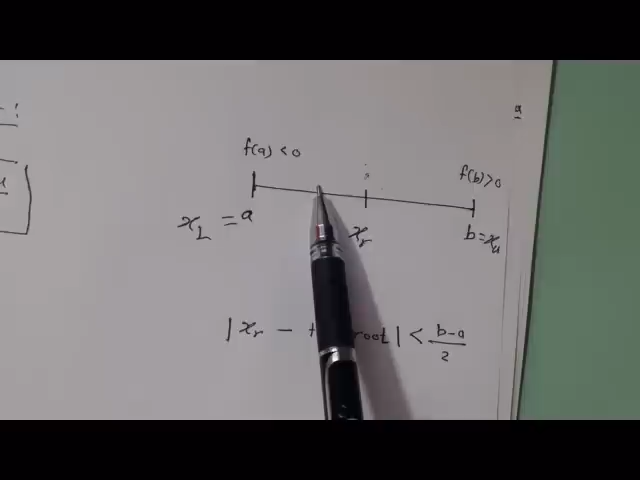 f(a) < 0
f(b) > 0
x_L = a
x_r
b = x_u
| x_r - root | < (b-a)/2